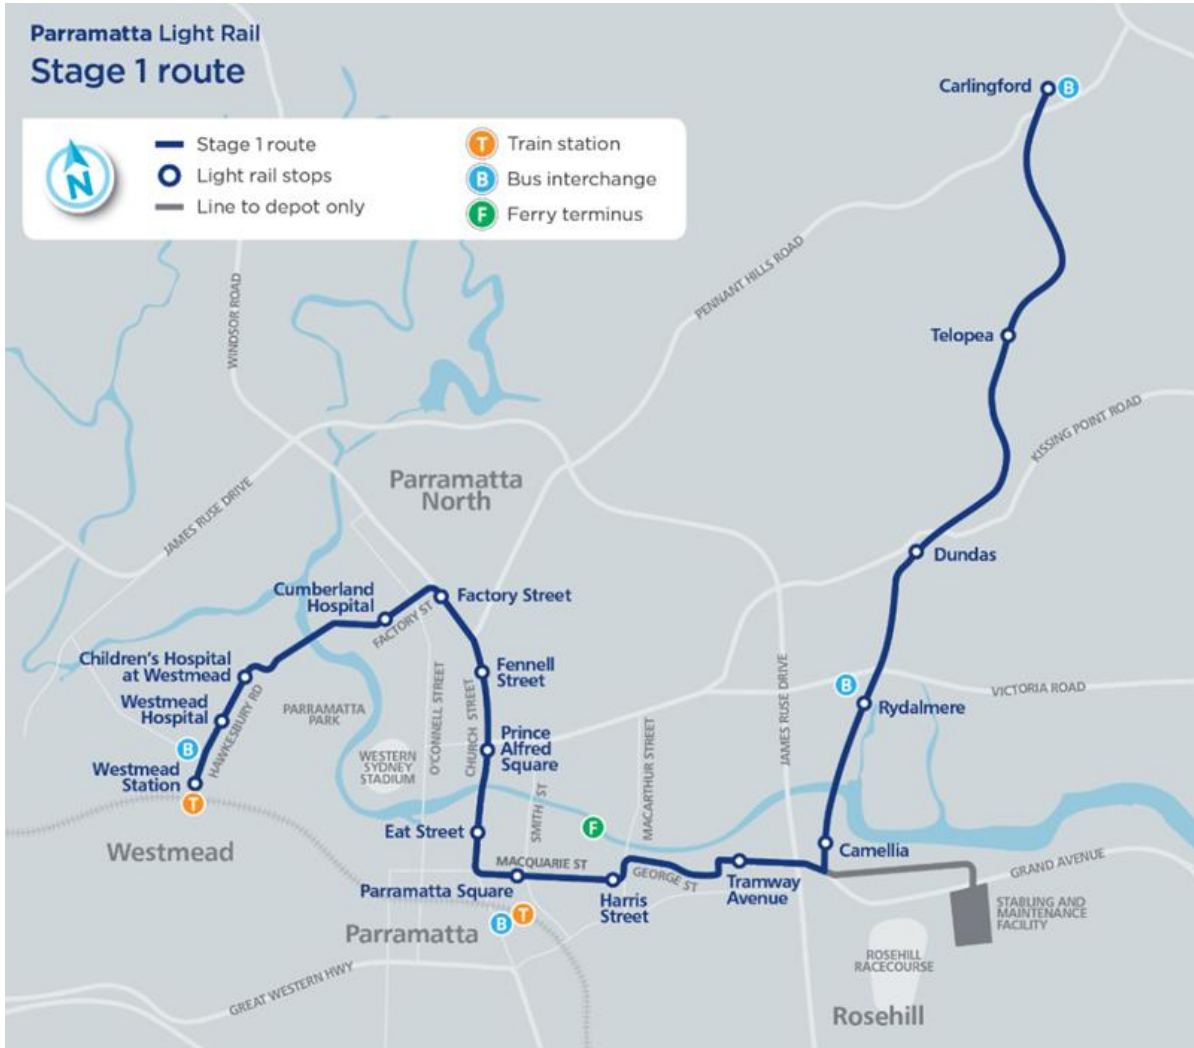 Parramatta Light Rail
Stage 1 route
N
Stage 1 route
Light rail stops
Line to depot only
T Train station
B Bus interchange
F Ferry terminus
Carlingford
B
WINDSOR ROAD
PENNANT HILLS ROAD
Telopea
KISSING POINT ROAD
JAMES RUSE DRIVE
Parramatta
North
Dundas
Cumberland
Hospital
FACTORY ST
Factory Street
Children's Hospital
at Westmead
Fennell
Street
Westmead
Hospital
HAWKESBURY RD
PARRAMATTA
PARK
O'CONNELL STREET
CHURCH STREET
JAMES RUSE DRIVE
B
VICTORIA ROAD
Rydalmere
B
Westmead
Station
T
WESTERN
SYDNEY
STADIUM
Prince
Alfred
Square
SMITH ST
MACARTHUR STREET
Westmead
Eat Street
F
Camellia
MACQUARIE ST
GEORGE ST
GRAND AVENUE
Parramatta Square
Harris
Street
Tramway
Avenue
B
T
Parramatta
STABLING AND
MAINTENANCE
FACILITY
ROSEHILL
RACECOURSE
GREAT WESTERN HWY
Rosehill